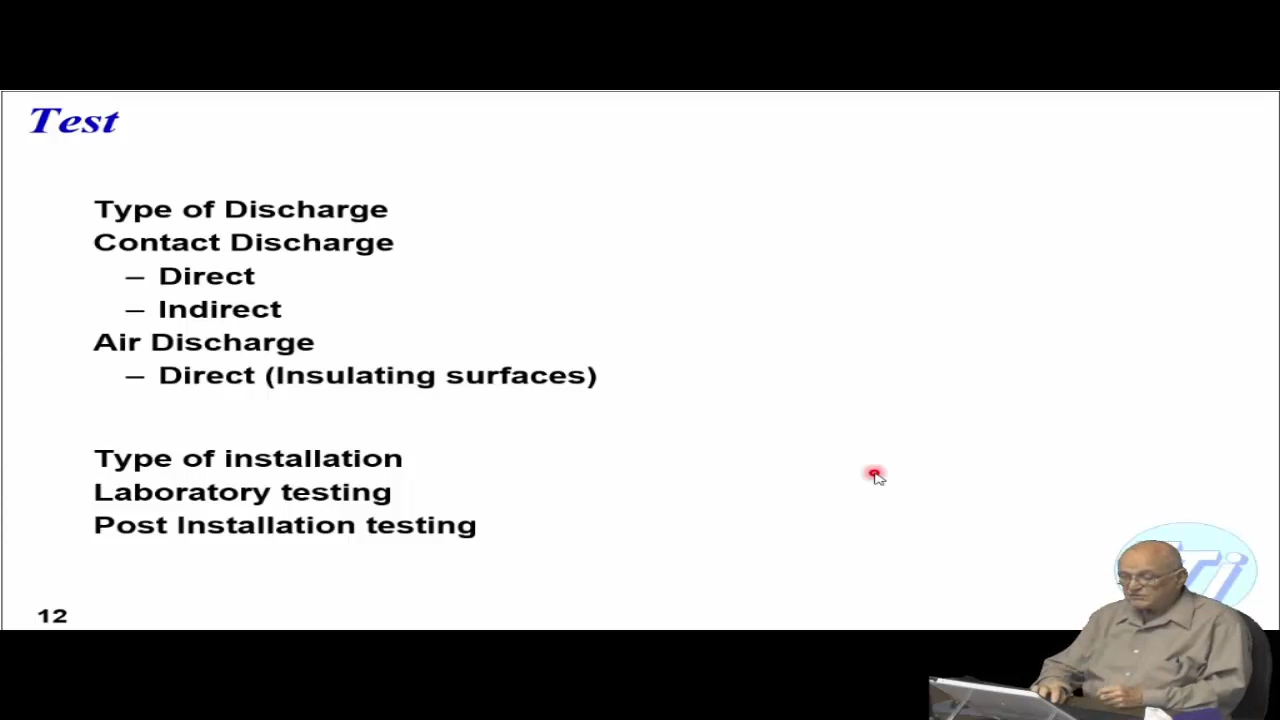 Test
Type of Discharge
Contact Discharge
– Direct
– Indirect
Air Discharge
– Direct (Insulating surfaces)
Type of installation
Laboratory testing
Post Installation testing
12